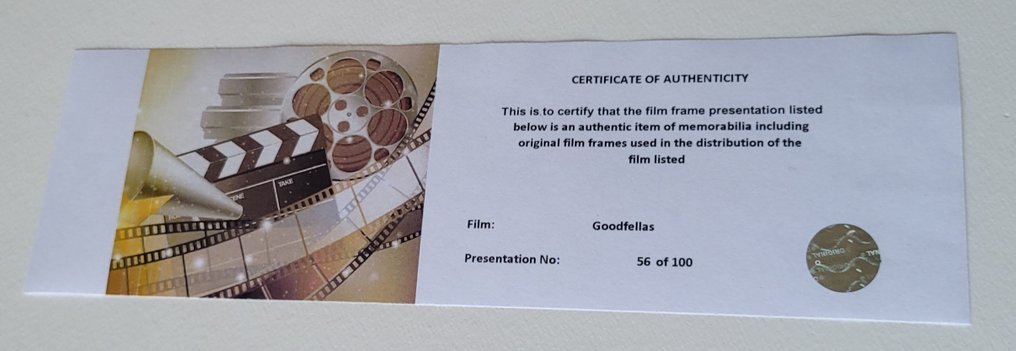 CERTIFICATE OF AUTHENTICITY
This is to certify that the film frame presentation listed
below is an authentic item of memorabilia including
original film frames used in the distribution of the
film listed
TAKE
Film: Goodfellas
Presentation No: 56 of 100
ORIGINAL